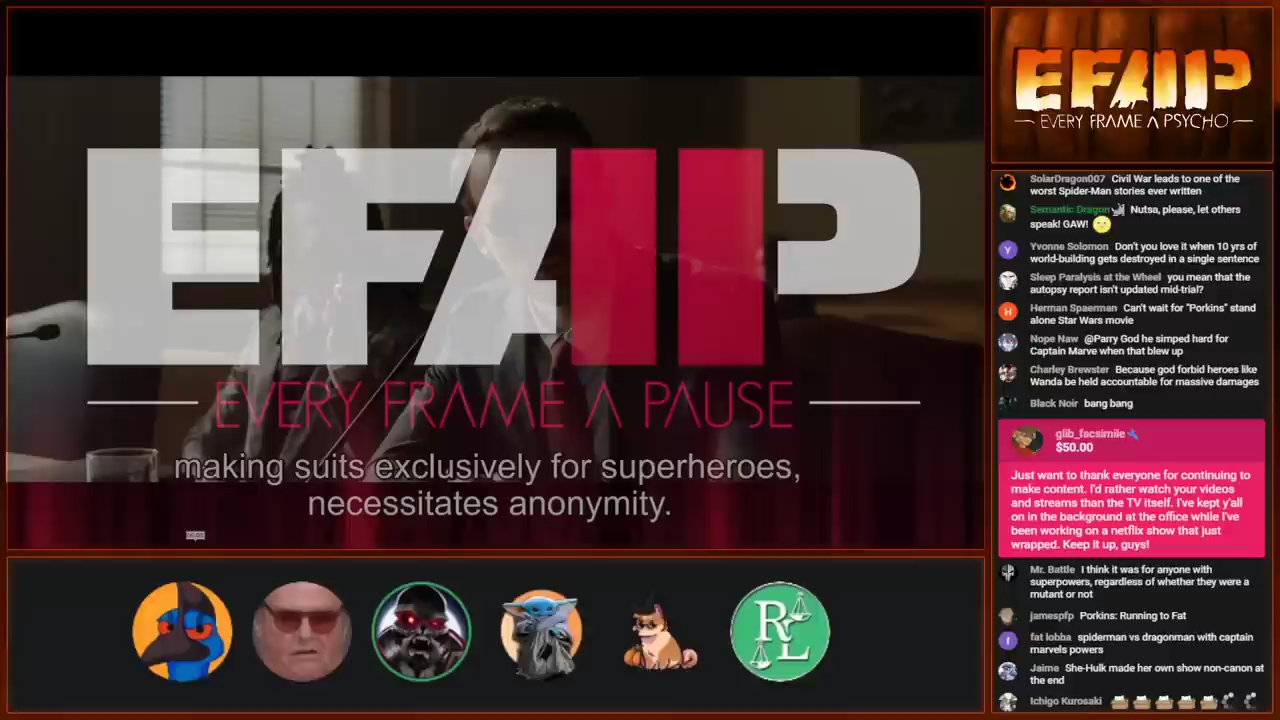 EFAIIP
EVERY FRAME A PAUSE
making suits exclusively for superheroes,
necessitates anonymity.
EFAIIP
EVERY FRAME A PSYCHO
SolarDragon007 Civil War leads to one of the
worst Spider-Man stories ever written
Semantic Dragon Nutsa, please, let others
speak! GAW!
Y
Yvonne Solomon Don't you love it when 10 yrs of
world-building gets destroyed in a single sentence
Sleep Paralysis at the Wheel you mean that the
autopsy report isn't updated mid-trial?
H
Herman Spaerman Can't wait for "Porkins" stand
alone Star Wars movie
Nope Naw @Parry God he simped hard for
Captain Marve when that blew up
Charley Brewster Because god forbid heroes like
Wanda be held accountable for massive damages
Black Noir bang bang
glib_facsimile
$50.00
Just want to thank everyone for continuing to
make content. I'd rather watch your videos
and streams than the TV itself. I've kept y'all
on in the background at the office while I've
been working on a netflix show that just
wrapped. Keep it up, guys!
Mr. Battle I think it was for anyone with
superpowers, regardless of whether they were a
mutant or not
jamespfp Porkins: Running to Fat
f
fat lobha spiderman vs dragonman with captain
marvels powers
Jaime She-Hulk made her own show non-canon at
the end
Ichigo Kurosaki
RL